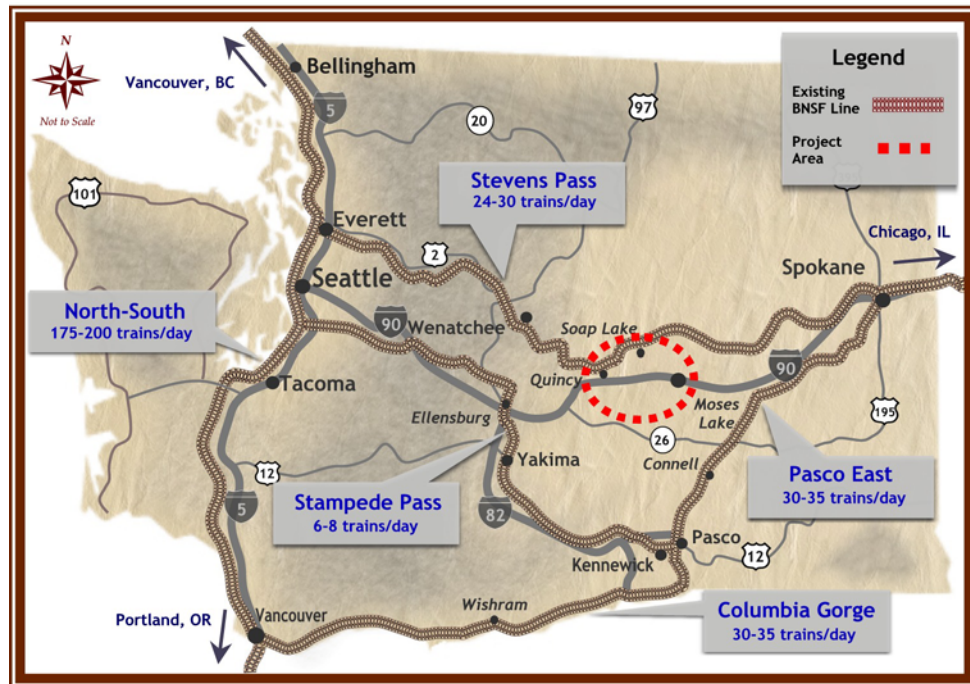 N
Not to Scale
Vancouver, BC
Bellingham
5
20
97
Legend
Existing
BNSF Line
Project
Area
101
Stevens Pass
24-30 trains/day
Everett
2
Chicago, IL
Seattle
Spokane
North-South
175-200 trains/day
90
Wenatchee
Soap Lake
90
Tacoma
Quincy
Moses
Lake
Ellensburg
195
26
Connell
12
Yakima
Pasco East
30-35 trains/day
Stampede Pass
6-8 trains/day
5
82
Pasco
12
Kennewick
Wishram
Columbia Gorge
30-35 trains/day
Portland, OR
Vancouver